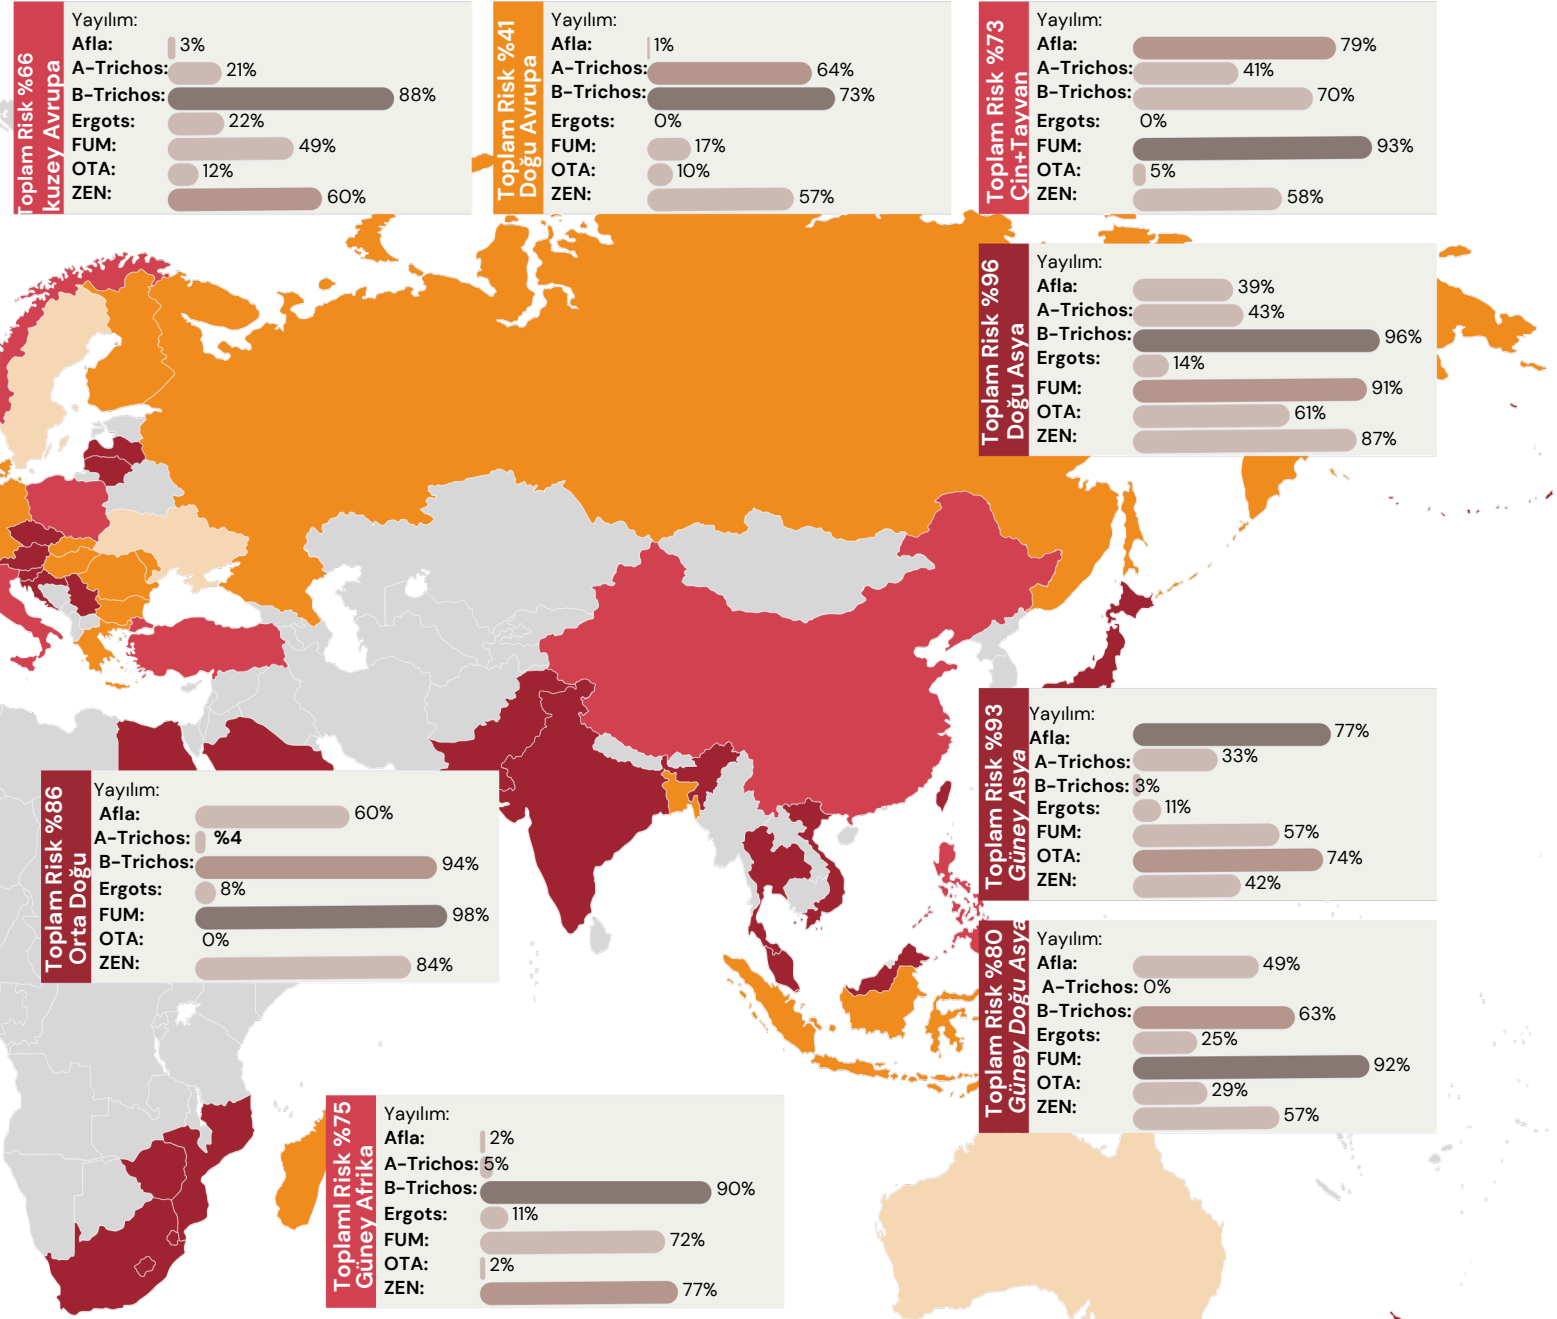 Toplam Risk %66
kuzey Avrupa
Yayılım:
Afla: 3%
A-Trichos: 21%
B-Trichos: 88%
Ergots: 22%
FUM: 49%
OTA: 12%
ZEN: 60%
Toplam Risk %41
Doğu Avrupa
Yayılım:
Afla: 1%
A-Trichos: 64%
B-Trichos: 73%
Ergots: 0%
FUM: 17%
OTA: 10%
ZEN: 57%
Toplam Risk %73
Çin+Tayvan
Yayılım:
Afla: 79%
A-Trichos: 41%
B-Trichos: 70%
Ergots: 0%
FUM: 93%
OTA: 5%
ZEN: 58%
Toplam Risk %96
Doğu Asya
Yayılım:
Afla: 39%
A-Trichos: 43%
B-Trichos: 96%
Ergots: 14%
FUM: 91%
OTA: 61%
ZEN: 87%
Toplam Risk %93
Güney Asya
Yayılım:
Afla: 77%
A-Trichos: 33%
B-Trichos: 3%
Ergots: 11%
FUM: 57%
OTA: 74%
ZEN: 42%
Toplam Risk %86
Orta Doğu
Yayılım:
Afla: 60%
A-Trichos: %4
B-Trichos: 94%
Ergots: 8%
FUM: 98%
OTA: 0%
ZEN: 84%
Toplam Risk %80
Güney Doğu Asya
Yayılım:
Afla: 49%
A-Trichos: 0%
B-Trichos: 63%
Ergots: 25%
FUM: 92%
OTA: 29%
ZEN: 57%
Toplaml Risk %75
Güney Afrika
Yayılım:
Afla: 2%
A-Trichos: 5%
B-Trichos: 90%
Ergots: 11%
FUM: 72%
OTA: 2%
ZEN: 77%